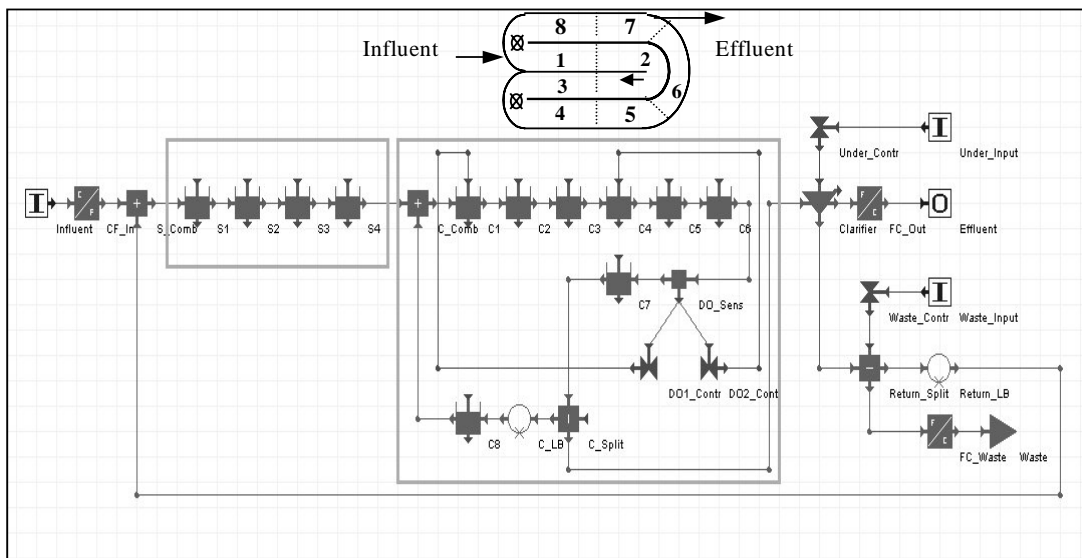 8 7
Influent Effluent
1 2
3
6
4 5
Under_Contr Under_Input
I
I
C
F
+
+
F
C
O
Influent CF_In S_Comb S1 S2 S3 S4 C_Comb C1 C2 C3 C4 C5 C6 Clarifier FC_Out Effluent
I
C7 DO_Sens
Waste_Contr Waste_Input
DO1_Contr DO2_Cont
Return_Split Return_LB
C8 C_LB C_Split
F
C
FC_Waste Waste